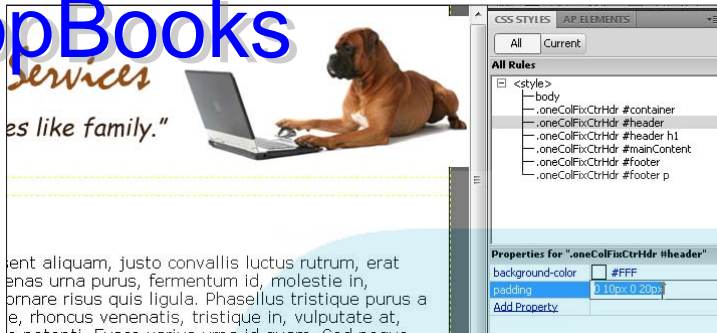 opBooks
Services
es like family.”
sent aliquam, justo convallis luctus rutrum, erat
enas urna purus, fermentum id, molestie in,
ornare risus quis ligula. Phasellus tristique purus a
e, rhoncus venenatis, tristique in, vulputate at,
CSS STYLES AP ELEMENTS
All Current
All Rules
<style>
body
.oneColFixCtrHdr #container
.oneColFixCtrHdr #header
.oneColFixCtrHdr #header h1
.oneColFixCtrHdr #mainContent
.oneColFixCtrHdr #footer
.oneColFixCtrHdr #footer p
Properties for ".oneColFixCtrHdr #header"
background-color #FFF
padding 0 10px 0 20px
Add Property